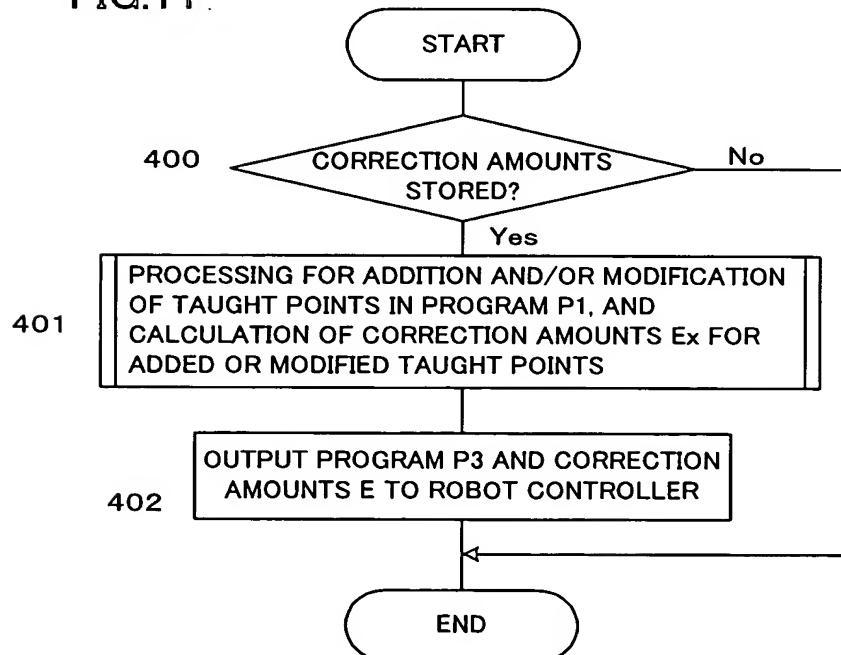 START
400
CORRECTION AMOUNTS
STORED?
No
Yes
401
PROCESSING FOR ADDITION AND/OR MODIFICATION
OF TAUGHT POINTS IN PROGRAM P1, AND
CALCULATION OF CORRECTION AMOUNTS Ex FOR
ADDED OR MODIFIED TAUGHT POINTS
402
OUTPUT PROGRAM P3 AND CORRECTION
AMOUNTS E TO ROBOT CONTROLLER
END